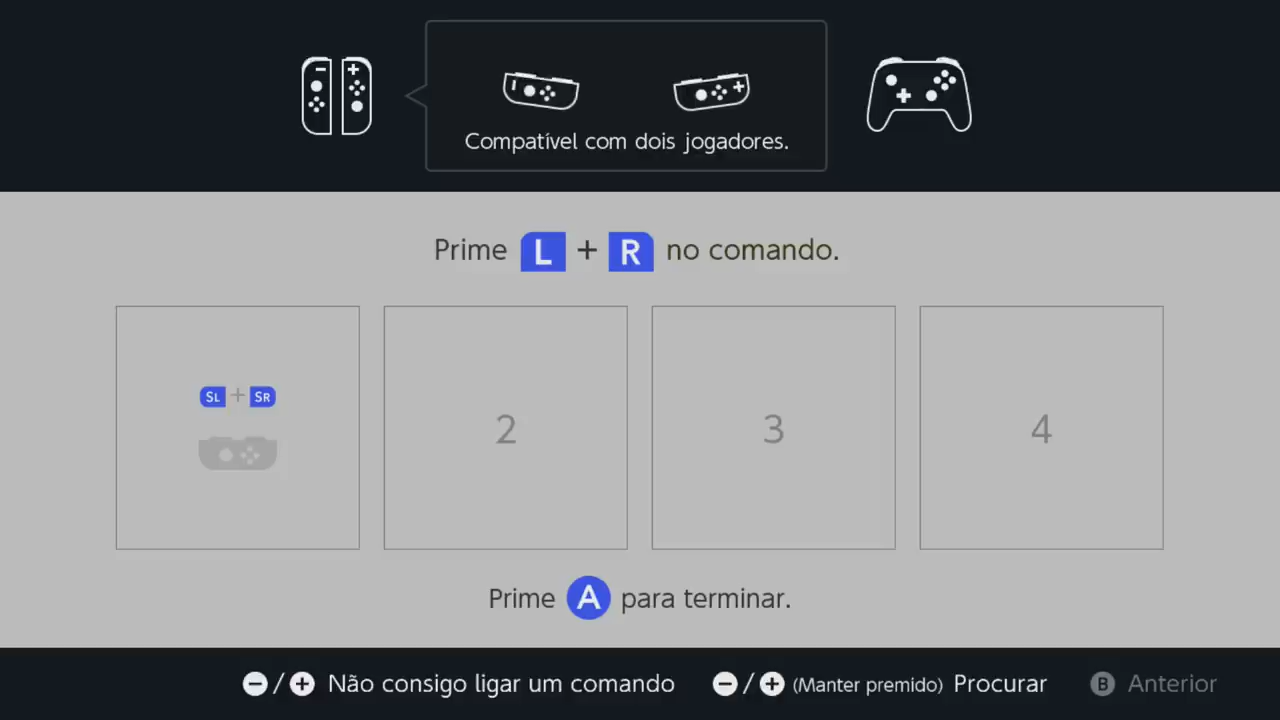 Compatível com dois jogadores.
Prime L + R no comando.
SL + SR
2
3
4
Prime A para terminar.
−/+ Não consigo ligar um comando −/+ (Manter premido) Procurar B Anterior